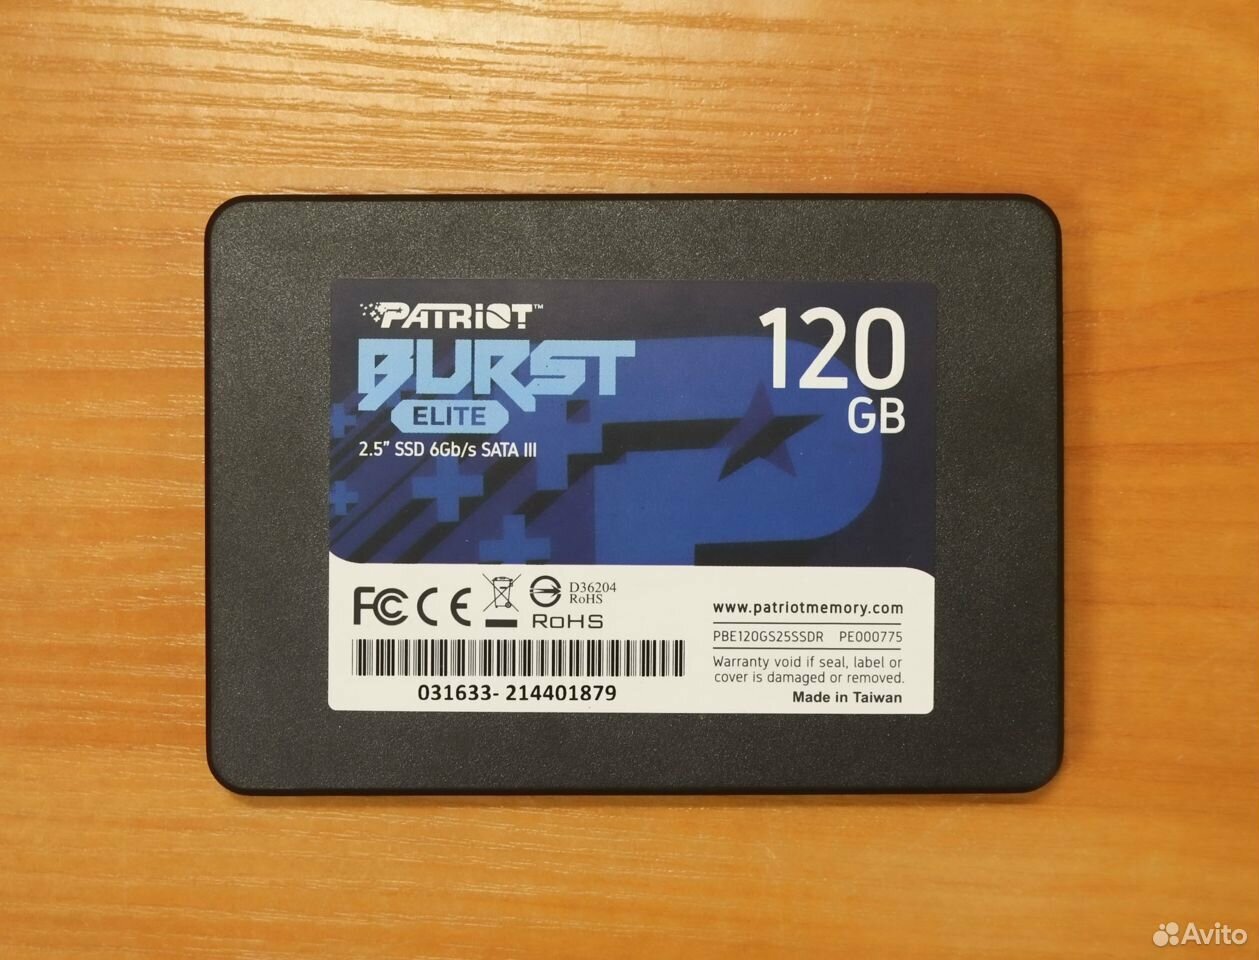 PATRIOT™
BURST
ELITE
2.5" SSD 6Gb/s SATA III
120
GB
FC CE
D36204
RoHS
RoHS
031633- 214401879
www.patriotmemory.com
PBE120GS25SSDR PE000775
Warranty void if seal, label or
cover is damaged or removed.
Made in Taiwan
Avito